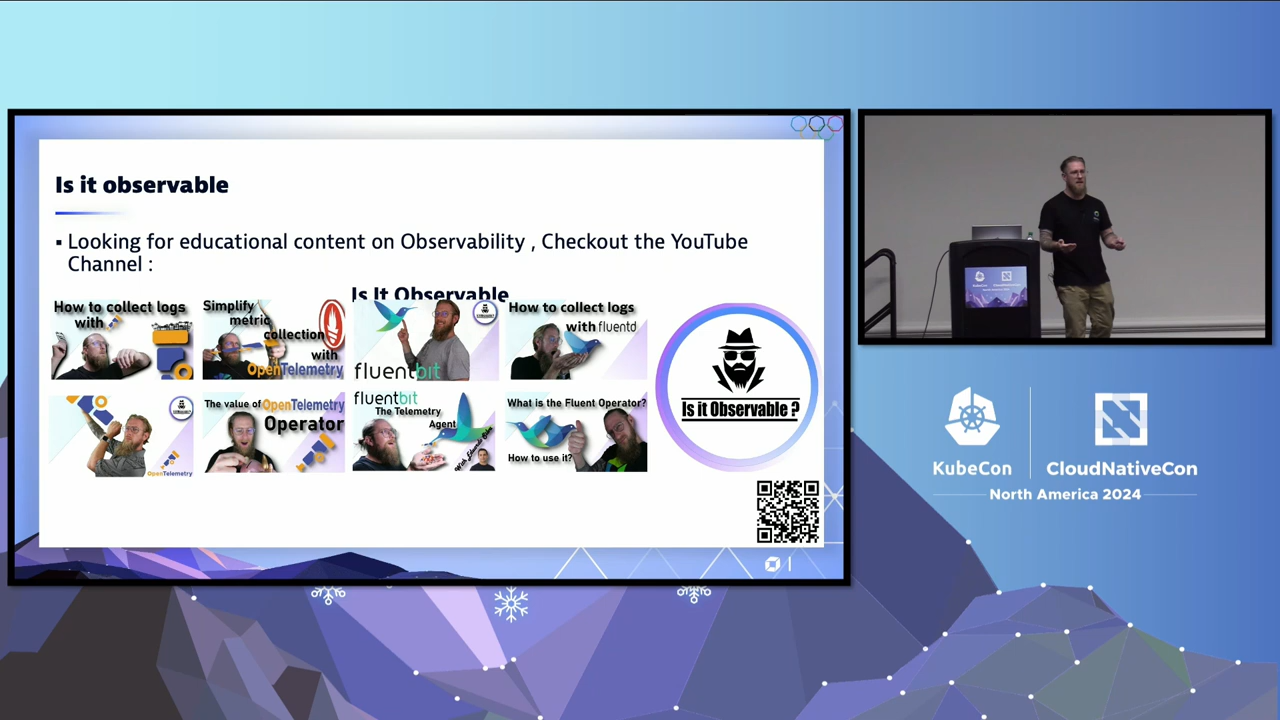 Is it observable
▪ Looking for educational content on Observability , Checkout the YouTube
Channel :
Is It Observable
How to collect logs
with
Simplify
metric
collection
with
OpenTelemetry
fluentbit
How to collect logs
with fluentd
OpenTelemetry
The value of OpenTelemetry
Operator
fluentbit
The Telemetry
Agent
What is the Fluent Operator?
How to use it?
Is it Observable ?
KubeCon
CloudNativeCon
North America 2024